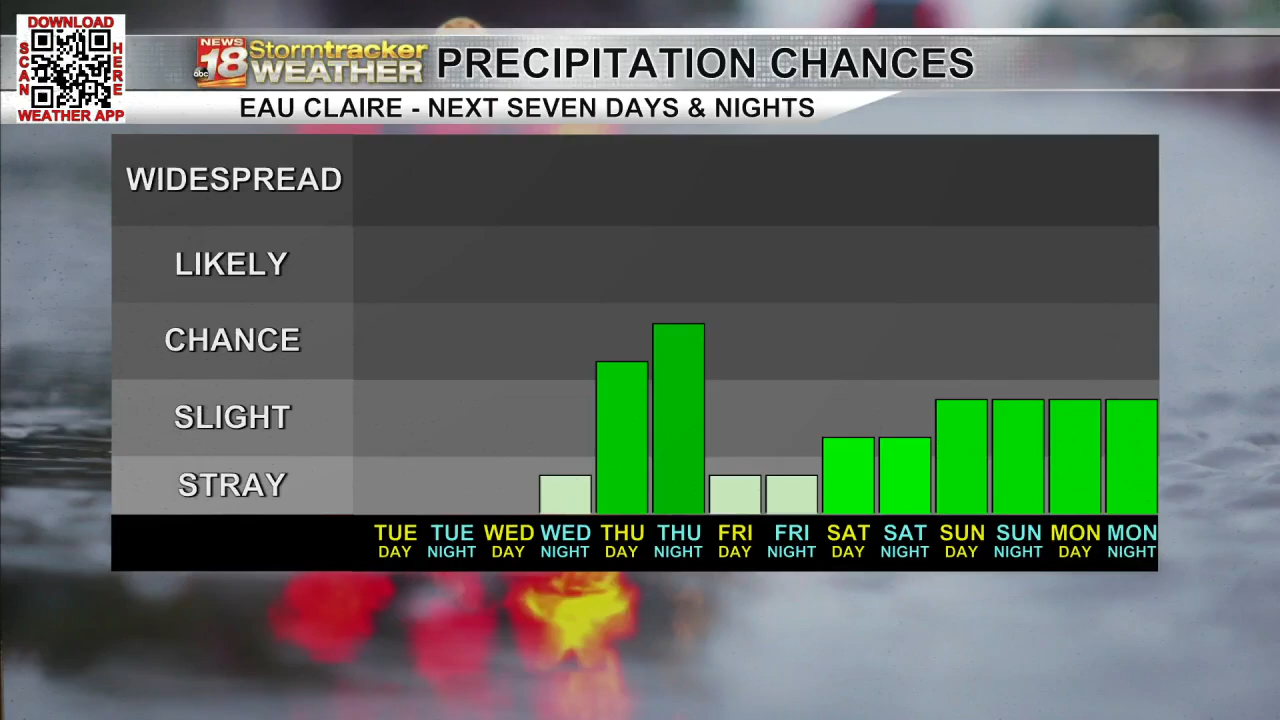 DOWNLOAD
SCAN
HERE
WEATHER APP
NEWS
abc 18
Stormtracker
WEATHER
PRECIPITATION CHANCES
EAU CLAIRE - NEXT SEVEN DAYS & NIGHTS
WIDESPREAD
LIKELY
CHANCE
SLIGHT
STRAY
TUE TUE WED WED THU THU FRI FRI SAT SAT SUN SUN MON MON
DAY NIGHT DAY NIGHT DAY NIGHT DAY NIGHT DAY NIGHT DAY NIGHT DAY NIGHT